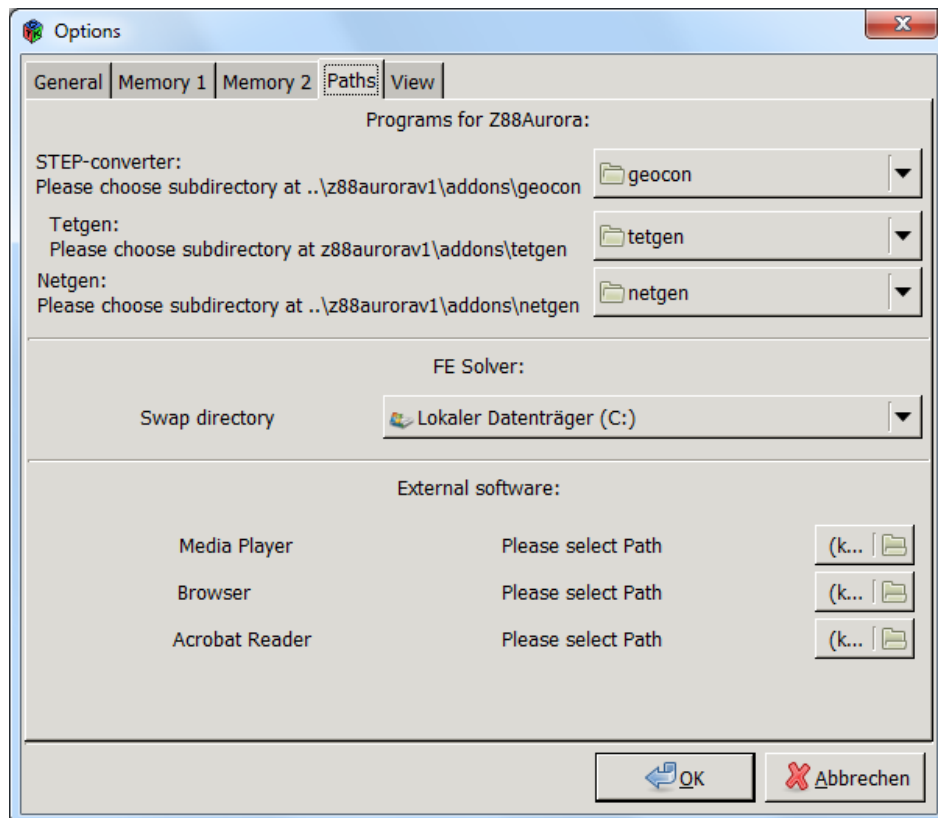 Options
General Memory 1 Memory 2 Paths View
Programs for Z88Aurora:
STEP-converter:
Please choose subdirectory at ..\z88aurorav1\addons\geocon
geocon
Tetgen:
Please choose subdirectory at z88aurorav1\addons\tetgen
tetgen
Netgen:
Please choose subdirectory at ..\z88aurorav1\addons\netgen
netgen
FE Solver:
Swap directory
Lokaler Datenträger (C:)
External software:
Media Player Please select Path (k...
Browser Please select Path (k...
Acrobat Reader Please select Path (k...
OK Abbrechen